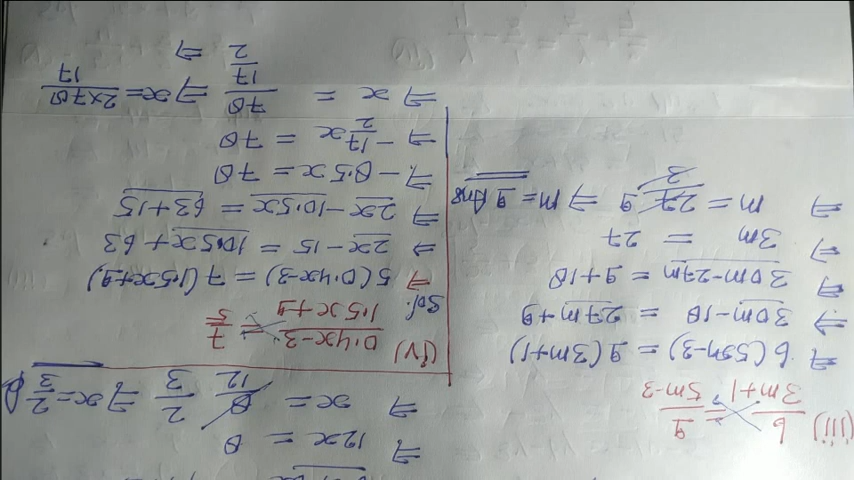 (iii) 6/3m+1 = 9/5m-3
⇒ 6(5m-3) = 9(3m+1)
⇒ 30m-18 = 27m+9
⇒ 30m-27m = 9+18
⇒ 3m = 27
⇒ m = 27/3 9 ⇒ m = 9 Ans
⇒ 12x = 8
⇒ x = 8/12 2/3 ⇒ x = 2/3
(iv) 0.4x-3/1.5x+9 = 7/5
Sol.
⇒ 5(0.4x-3) = 7(1.5x+9)
⇒ 2x-15 = 10.5x+63
⇒ 2x-10.5x = 63+15
⇒ -8.5x = 78
⇒ -17/2 x = 78
⇒ x = 78/17/2 ⇒ x = 2×78/17
⇒